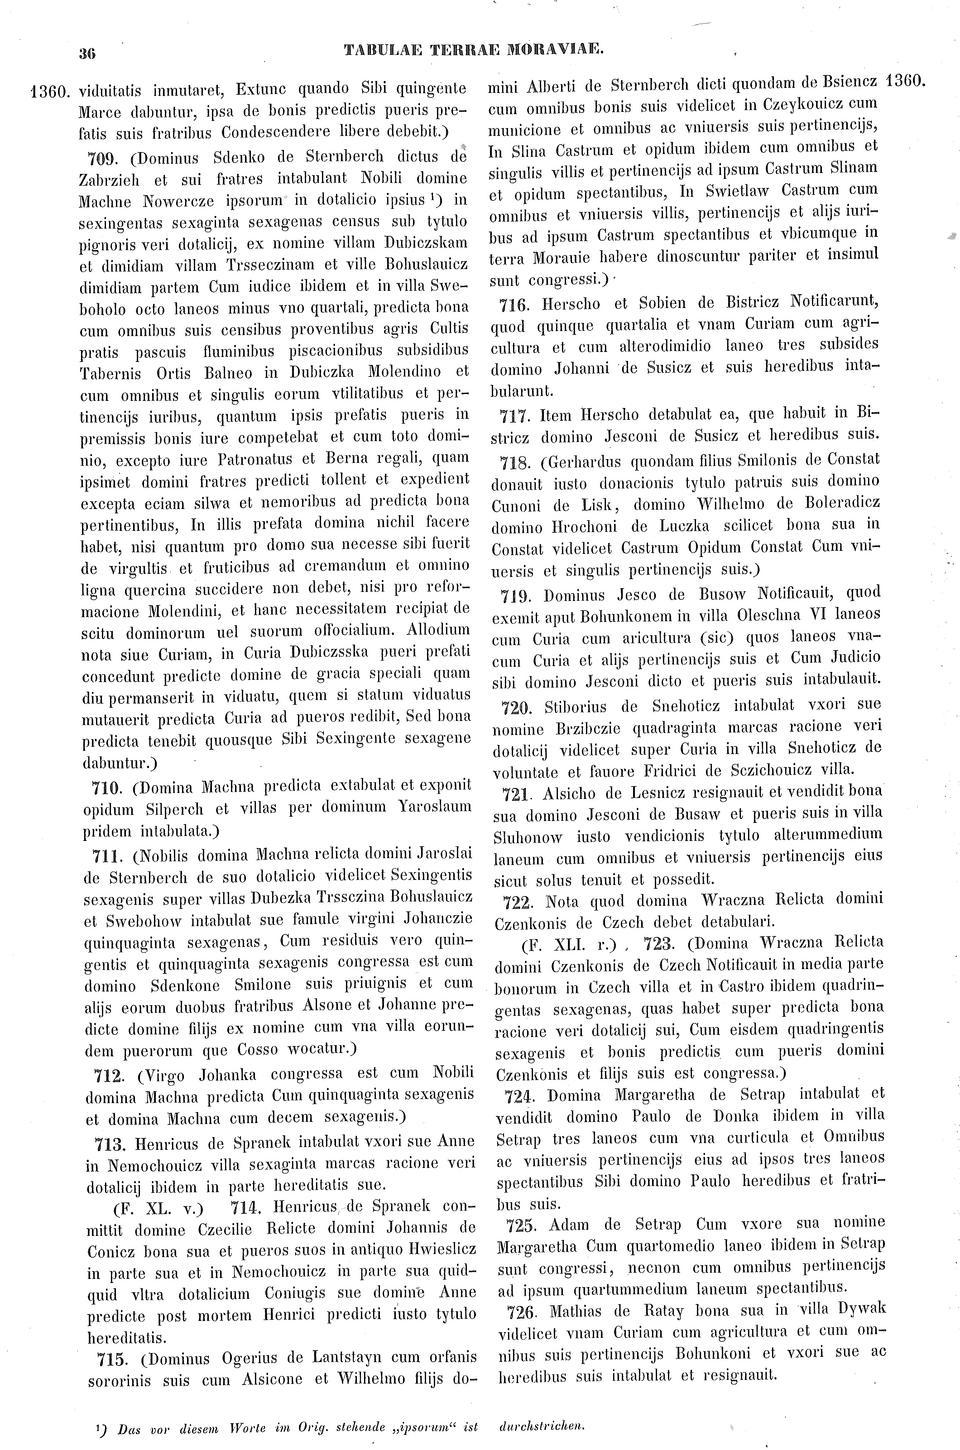 36
TABULAE TERRAE MORAVIAE.
1360. viduitatis inmutaret, Extunc quando Sibi quingente
Marce dabuntur, ipsa de bonis predictis pueris pre-
fatis suis fratribus Condescendere libere debebit.)
709. (Dominus Sdenko de Sternberch dictus de
Zabrzieh et sui fratres intabulant Nobili domine
Machne Nowercze ipsorum in dotalicio ipsius ¹) in
sexingentas sexaginta sexagenas census sub tytulo
pignoris veri dotalicij, ex nomine villam Dubiczskam
et dimidiam villam Trsseczinam et ville Bohuslauicz
dimidiam partem Cum iudice ibidem et in villa Swe-
boholo octo laneos minus vno quartali, predicta bona
cum omnibus suis censibus proventibus agris Cultis
pratis pascuis fluminibus piscacionibus subsidibus
Tabernis Ortis Balneo in Dubiczka Molendino et
cum omnibus et singulis eorum vtilitatibus et per-
tinencijs iuribus, quantum ipsis prefatis pueris in
premissis bonis iure competebat et cum toto domi-
nio, excepto iure Patronatus et Berna regali, quam
ipsimet domini fratres predicti tollent et expedient
excepta eciam silwa et nemoribus ad predicta bona
pertinentibus, In illis prefata domina nichil facere
habet, nisi quantum pro domo sua necesse sibi fuerit
de virgultis et fruticibus ad cremandum et omnino
ligna quercina succidere non debet, nisi pro refor-
macione Molendini, et hanc necessitatem recipiat de
scitu dominorum uel suorum offocialium. Allodium
nota siue Curiam, in Curia Dubiczsska pueri prefati
concedunt predicte domine de gracia speciali quam
diu permanserit in viduatu, quem si statum viduatus
mutauerit predicta Curia ad pueros redibit, Sed bona
predicta tenebit quousque Sibi Sexingente sexagene
dabuntur.)
710. (Domina Machna predicta extabulat et exponit
opidum Silperch et villas per dominum Yaroslaum
pridem intabulata.)
711. (Nobilis domina Machna relicta domini Jaroslai
de Sternberch de suo dotalicio videlicet Sexingentis
sexagenis super villas Dubezka Trssczina Bohuslauicz
et Swebohow intabulat sue famule virgini Johanczie
quinquaginta sexagenas, Cum residuis vero quin-
gentis et quinquaginta sexagenis congressa est cum
domino Sdenkone Smilone suis priuignis et cum
alijs eorum duobus fratribus Alsone et Johanne pre-
dicte domine filijs ex nomine cum vna villa eorun-
dem puerorum que Cosso wocatur.)
712. (Virgo Johanka congressa est cum Nobili
domina Machna predicta Cum quinquaginta sexagenis
et domina Machna cum decem sexagenis.)
713. Henricus de Spranek intabulat vxori sue Anne
in Nemochouicz villa sexaginta marcas racione veri
dotalicij ibidem in parte hereditatis sue.
(F. XL. v.) 714. Henricus de Spranek con-
mittit domine Czecilie Relicte domini Johannis de
Conicz bona sua et pueros suos in antiquo Hwieslicz
in parte sua et in Nemochouicz in parte sua quid-
quid vltra dotalicium Coniugis sue domine Anne
predicte post mortem Henrici predicti iusto tytulo
hereditatis.
715. (Dominus Ogerius de Lantstayn cum orfanis
sororinis suis cum Alsicone et Wilhelmo filijs do-
mini Alberti de Sternberch dicti quondam de Bsiencz 1360.
cum omnibus bonis suis videlicet in Czeykouicz cum
municione et omnibus ac vniuersis suis pertinencijs,
In Slina Castrum et opidum ibidem cum omnibus et
singulis villis et pertinencijs ad ipsum Castrum Slinam
et opidum spectantibus, In Swietlaw Castrum cum
omnibus et vniuersis villis, pertinencijs et alijs iuri-
bus ad ipsum Castrum spectantibus et vbicumque in
terra Morauie habere dinoscuntur pariter et insimul
sunt congressi.)
716. Herscho et Sobien de Bistricz Notificarunt,
quod quinque quartalia et vnam Curiam cum agri-
cultura et cum alterodimidio laneo tres subsides
domino Johanni de Susicz et suis heredibus inta-
bularunt.
717. Item Herscho detabulat ea, que habuit in Bi-
stricz domino Jesconi de Susicz et heredibus suis.
718. (Gerhardus quondam filius Smilonis de Constat
donauit iusto donacionis tytulo patruis suis domino
Cunoni de Lisk, domino Wilhelmo de Boleradicz
domino Hrochoni de Luczka scilicet bona sua in
Constat videlicet Castrum Opidum Constat Cum vni-
uersis et singulis pertinencijs suis.)
719. Dominus Jesco de Busow Notificauit, quod
exemit aput Bohunkonem in villa Oleschna VI laneos
cum Curia cum aricultura (sic) quos laneos vna-
cum Curia et alijs pertinencijs suis et Cum Judicio
sibi domino Jesconi dicto et pueris suis intabulauit.
720. Stiborius de Snehoticz intabulat vxori sue
nomine Brzibczie quadraginta marcas racione veri
dotalicij videlicet super Curia in villa Snehoticz de
voluntate et fauore Fridrici de Sczichouicz villa.
721. Alsicho de Lesnicz resignauit et vendidit bona
sua domino Jesconi de Busaw et pueris suis in villa
Sluhonow iusto vendicionis tytulo alterummedium
laneum cum omnibus et vniuersis pertinencijs eius
sicut solus tenuit et possedit.
722. Nota quod domina Wraczna Relicta domini
Czenkonis de Czech debet detabulari.
(F. XLI. r.) 723. (Domina Wraczna Relicta
domini Czenkonis de Czech Notificauit in media parte
bonorum in Czech villa et in Castro ibidem quadrin-
gentas sexagenas, quas habet super predicta bona
racione veri dotalicij sui, Cum eisdem quadringentis
sexagenis et bonis predictis cum pueris domini
Czenkonis et filijs suis est congressa.)
724. Domina Margaretha de Setrap intabulat et
vendidit domino Paulo de Donka ibidem in villa
Setrap tres laneos cum vna curticula et Omnibus
ac vniuersis pertinencijs eius ad ipsos tres laneos
spectantibus Sibi domino Paulo heredibus et fratri-
bus suis.
725. Adam de Setrap Cum vxore sua nomine
Margaretha Cum quartomedio laneo ibidem in Setrap
sunt congressi, necnon cum omnibus pertinencijs
ad ipsum quartummedium laneum spectantibus.
726. Mathias de Ratay bona sua in villa Dywak
videlicet vnam Curiam cum agricultura et cum om-
nibus suis pertinencijs Bohunkoni et vxori sue ac
heredibus suis intabulat et resignauit.
¹) Das vor diesem Worte im Orig. stehende „ipsorum“ ist durchstrichen.